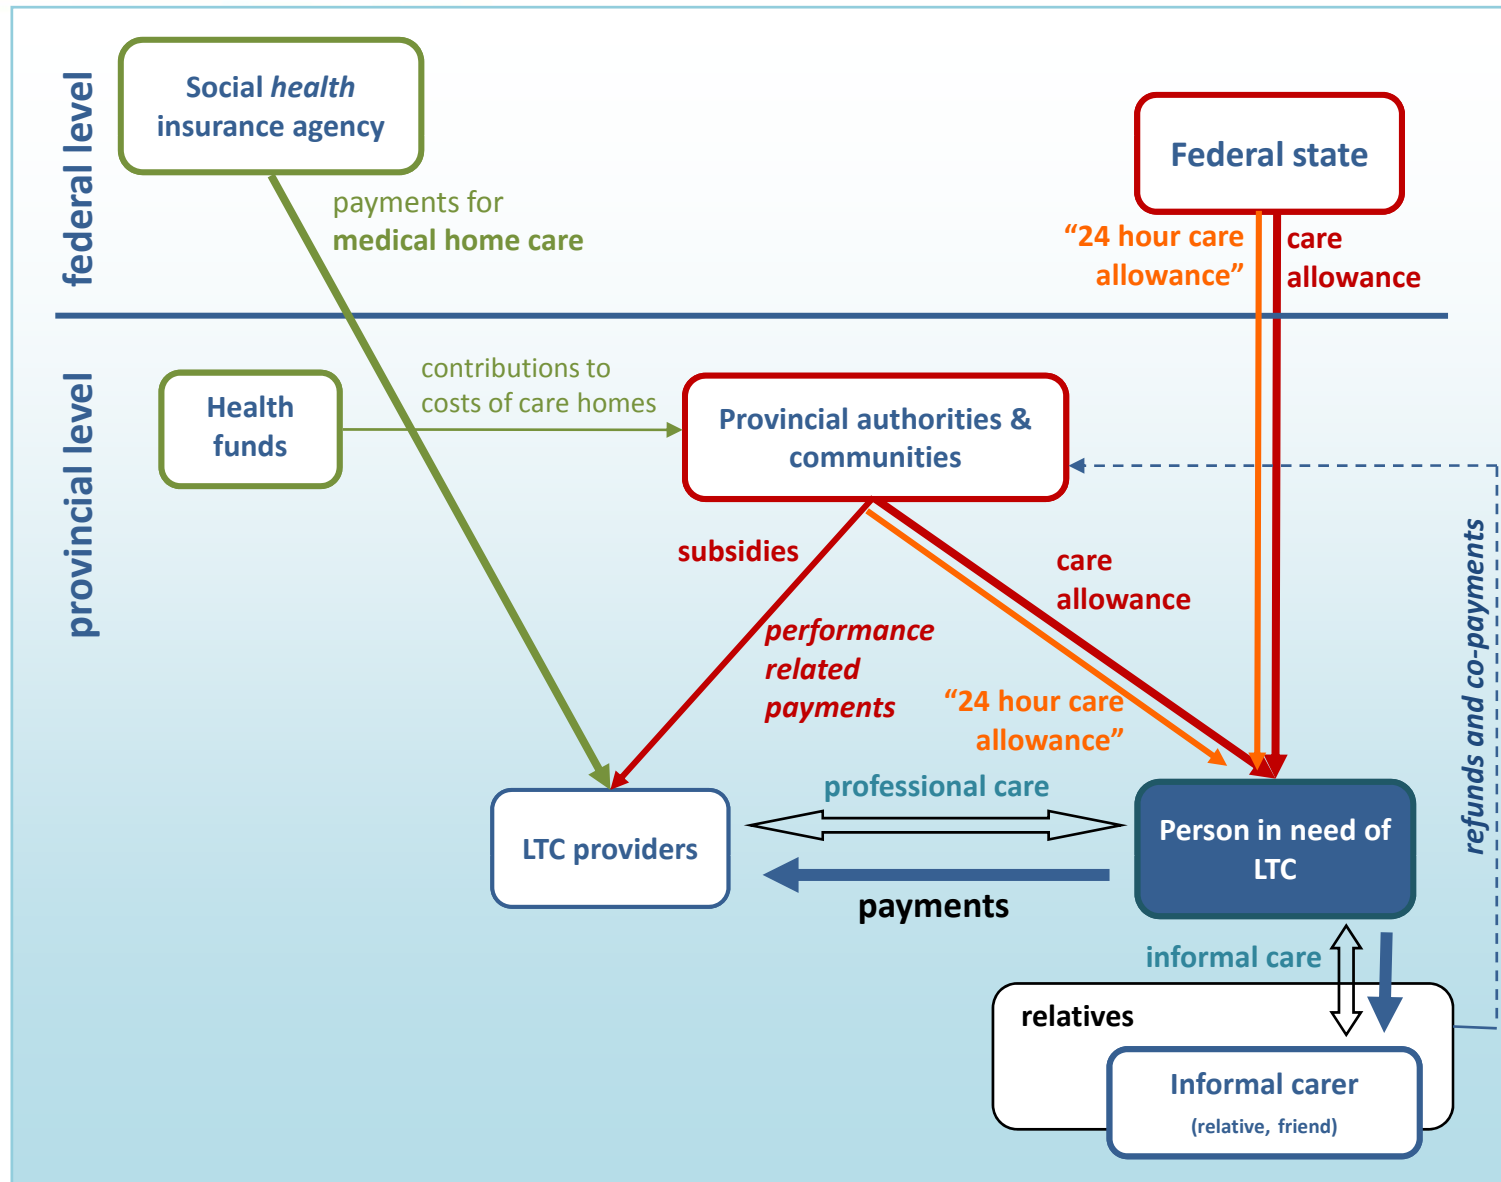 federal level
Social health
insurance agency
Federal state
payments for
medical home care
“24 hour care
allowance”
care
allowance
provincial level
Health
funds
contributions to
costs of care homes
Provincial authorities &
communities
subsidies
performance
related
payments
care
allowance
“24 hour care
allowance”
refunds and co-payments
LTC providers
professional care
payments
Person in need of
LTC
informal care
relatives
Informal carer
(relative, friend)